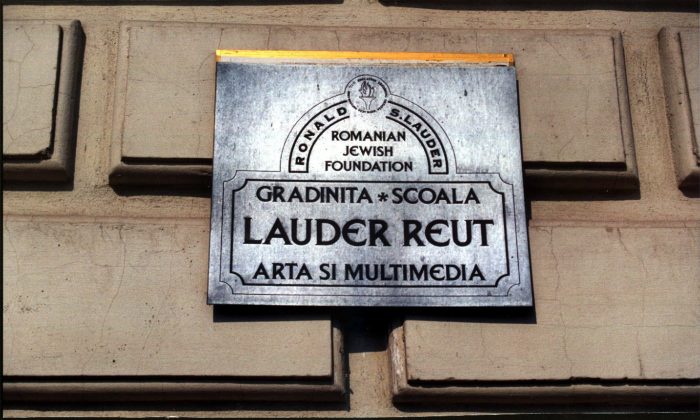 RONALD S. LAUDER
ROMANIAN
JEWISH
FOUNDATION
GRADINITA * SCOALA
LAUDER REUT
ARTA SI MULTIMEDIA